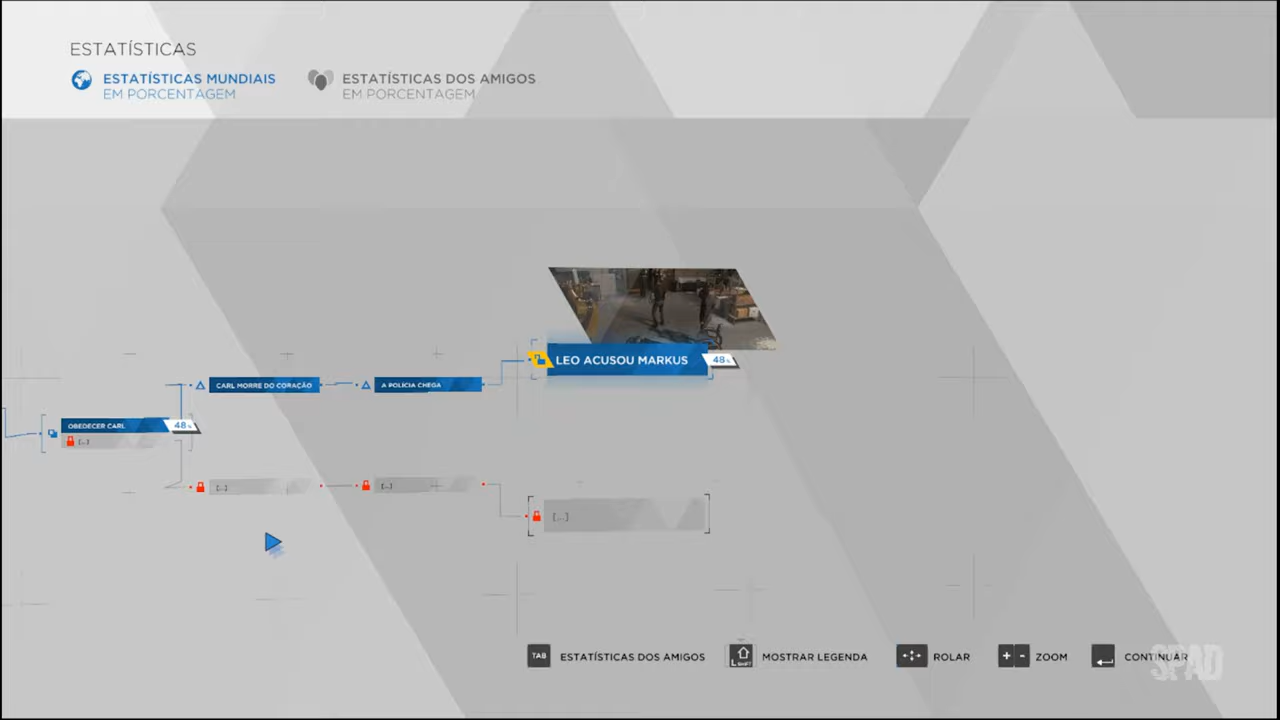 ESTATÍSTICAS
ESTATÍSTICAS MUNDIAIS
EM PORCENTAGEM
ESTATÍSTICAS DOS AMIGOS
EM PORCENTAGEM
LEO ACUSOU MARKUS
48%
CARL MORRE DO CORAÇÃO
A POLÍCIA CHEGA
OBEDECER CARL
48%
[...]
[...]
[...]
[...]
TAB
ESTATÍSTICAS DOS AMIGOS
L SHIFT
MOSTRAR LEGENDA
ROLAR
+ -
ZOOM
CONTINUAR
SPAD